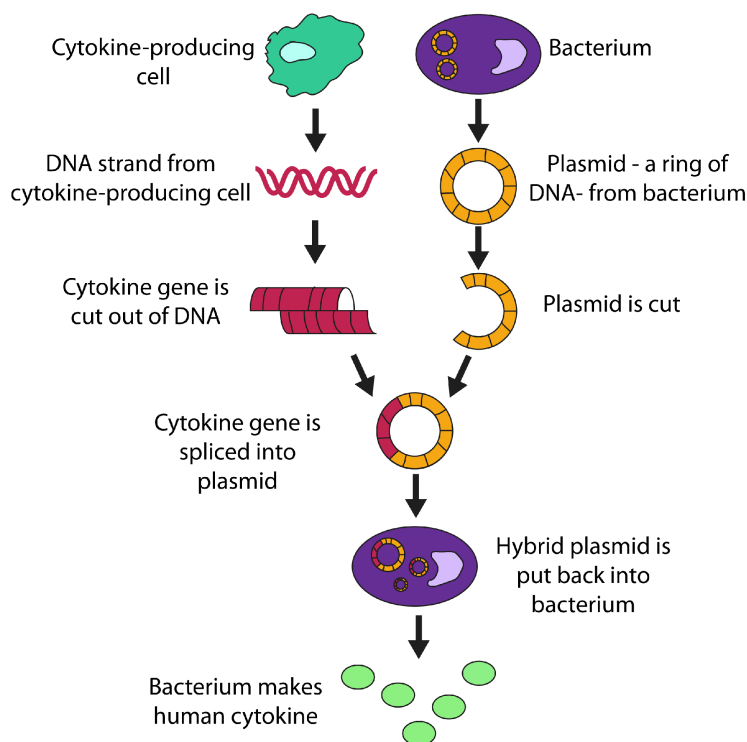 Cytokine-producing
cell
Bacterium
DNA strand from
cytokine-producing cell
Plasmid - a ring of
DNA- from bacterium
Cytokine gene is
cut out of DNA
Plasmid is cut
Cytokine gene is
spliced into
plasmid
Hybrid plasmid is
put back into
bacterium
Bacterium makes
human cytokine